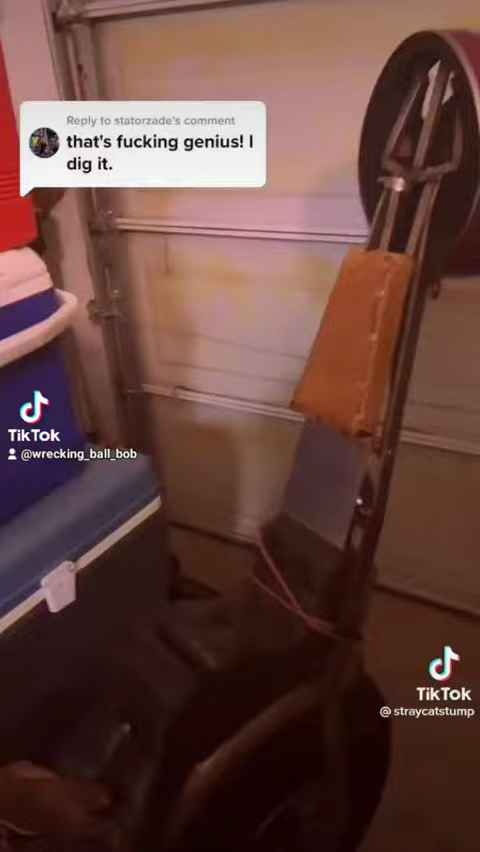 Reply to statorzade's comment
that's fucking genius! I
dig it.
TikTok
@wrecking_ball_bob
TikTok
@straycatstump